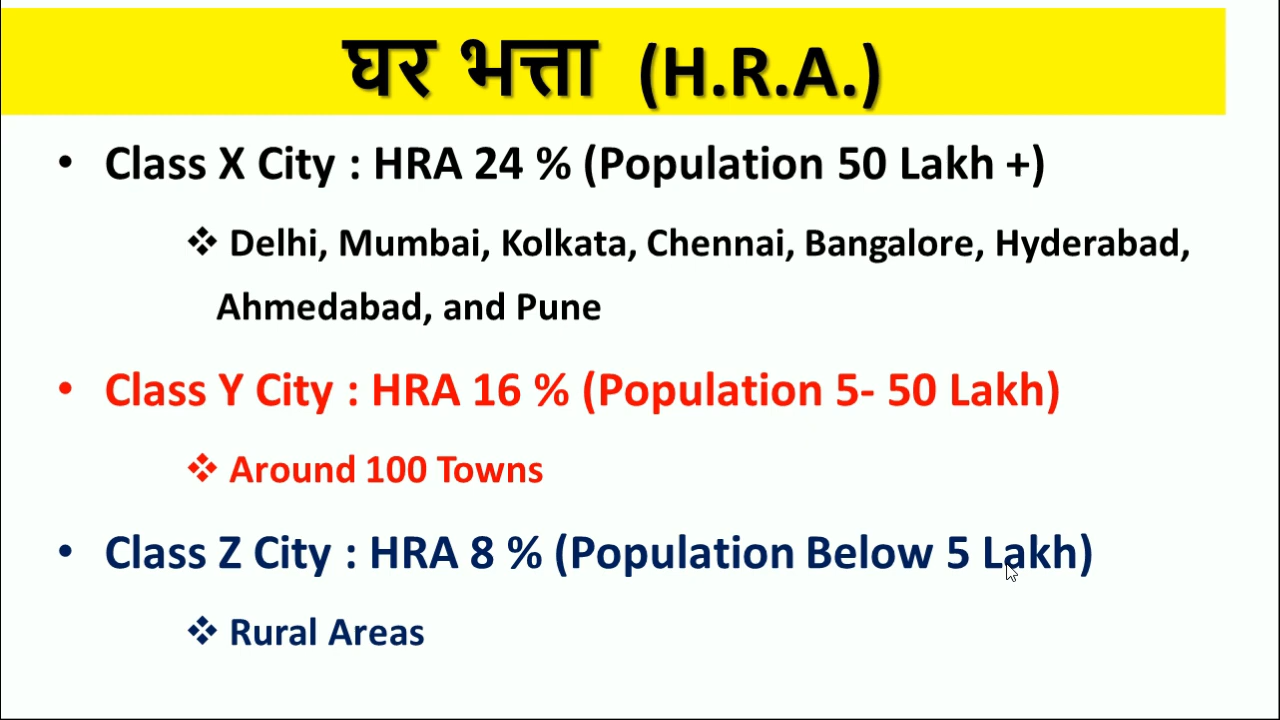 घर भत्ता (H.R.A.)
• Class X City : HRA 24 % (Population 50 Lakh +)
❖ Delhi, Mumbai, Kolkata, Chennai, Bangalore, Hyderabad,
Ahmedabad, and Pune
• Class Y City : HRA 16 % (Population 5- 50 Lakh)
❖ Around 100 Towns
• Class Z City : HRA 8 % (Population Below 5 Lakh)
❖ Rural Areas